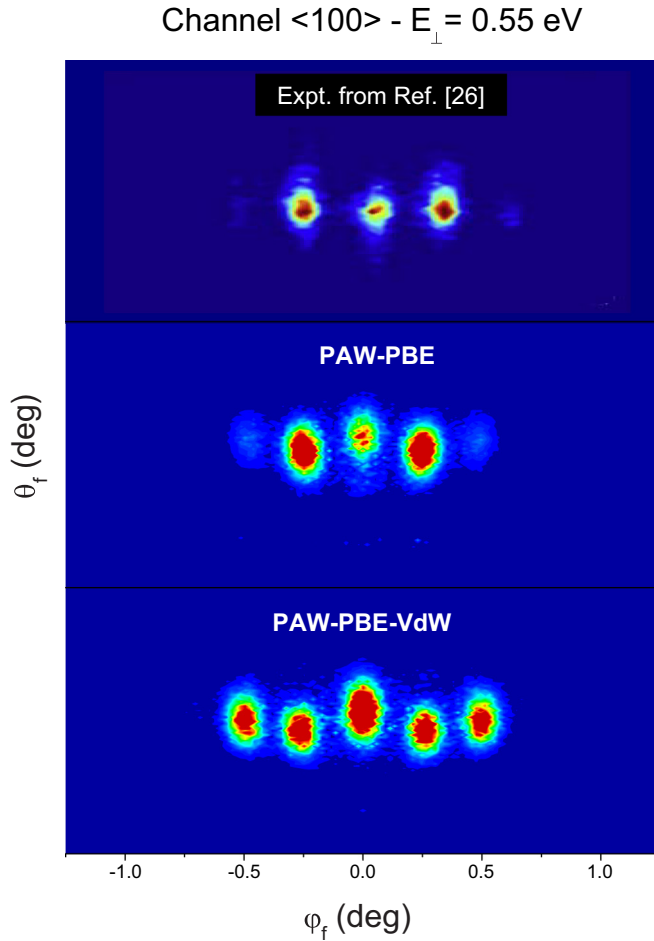 Channel <100> - E⊥= 0.55 eV
Expt. from Ref. [26]
PAW-PBE
θf (deg)
PAW-PBE-VdW
-1.0 -0.5 0.0 0.5 1.0
φf (deg)